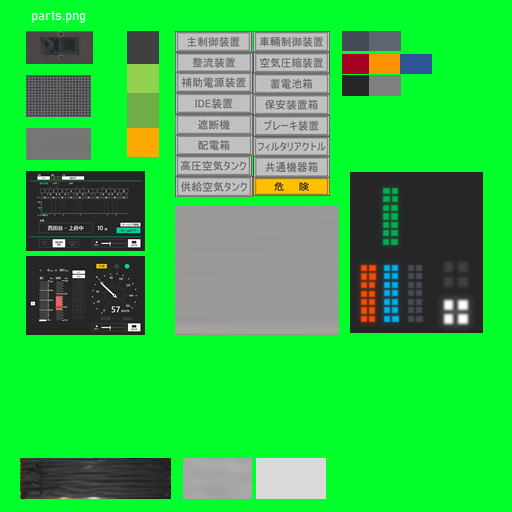 parts.png
主制御装置
車輛制御装置
整流装置
空気圧縮装置
補助電源装置
蓄電池箱
IDE装置
保安装置箱
遮断機
ブレーキ装置
配電箱
フィルタリアクトル
高圧空気タンク
共通機器箱
供給空気タンク
危 険
西田谷 - 上府中
10
57
km/h